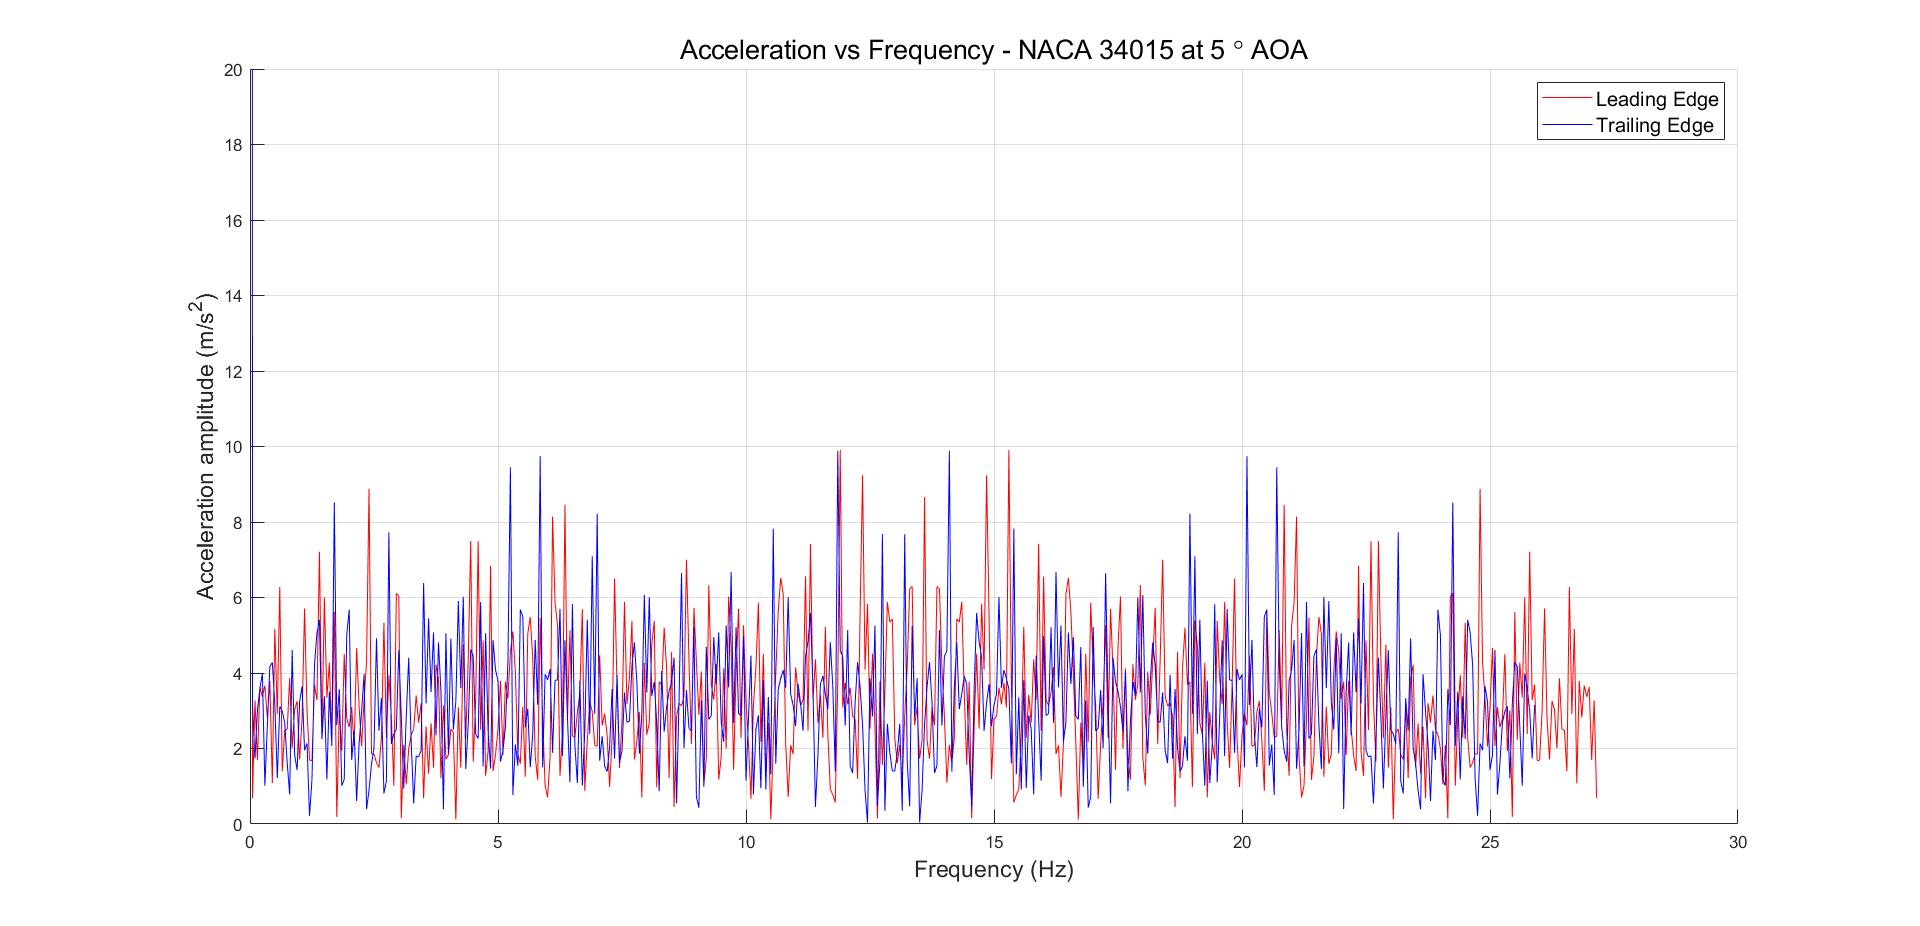 Acceleration vs Frequency - NACA 34015 at 5 ° AOA
Leading Edge
Trailing Edge
Acceleration amplitude (m/s²)
20
18
16
14
12
10
8
6
4
2
0
0 5 10 15 20 25 30
Frequency (Hz)